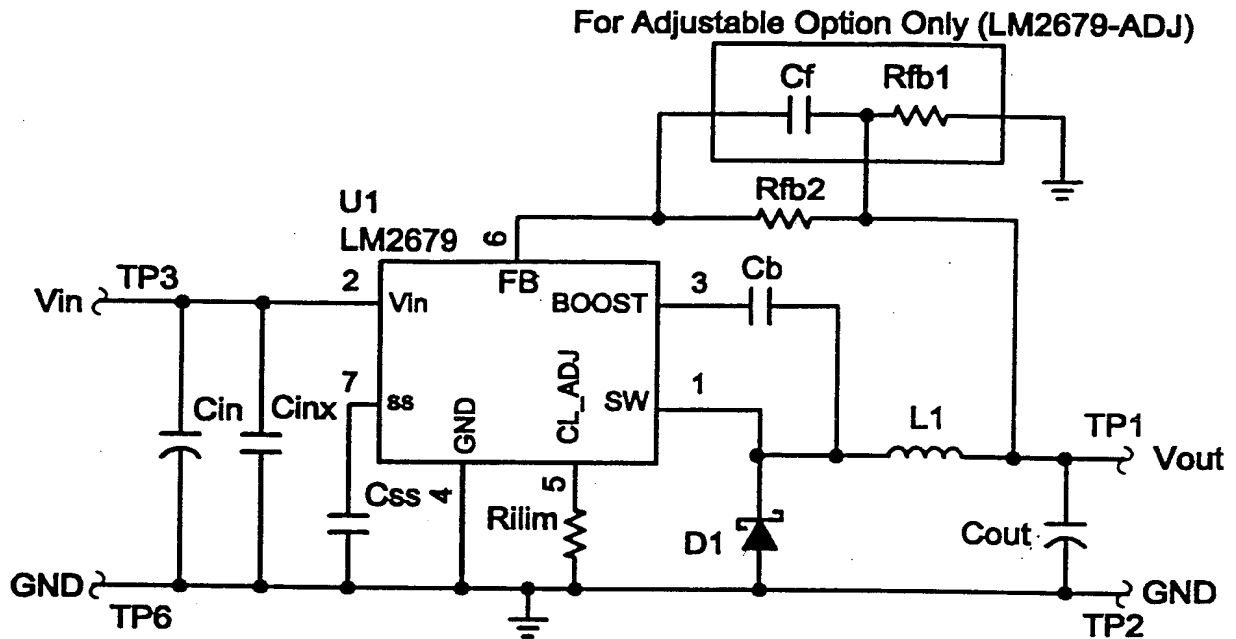 For Adjustable Option Only (LM2679-ADJ)
Cf
Rfb1
Rfb2
U1
LM2679
6
TP3
2
Vin
Vin
FB
BOOST
3
Cb
7
ss
GND
CL_ADJ
SW
1
Cin
Cinx
Css
4
5
Rilim
L1
TP1
Vout
D1
Cout
GND
TP6
GND
TP2